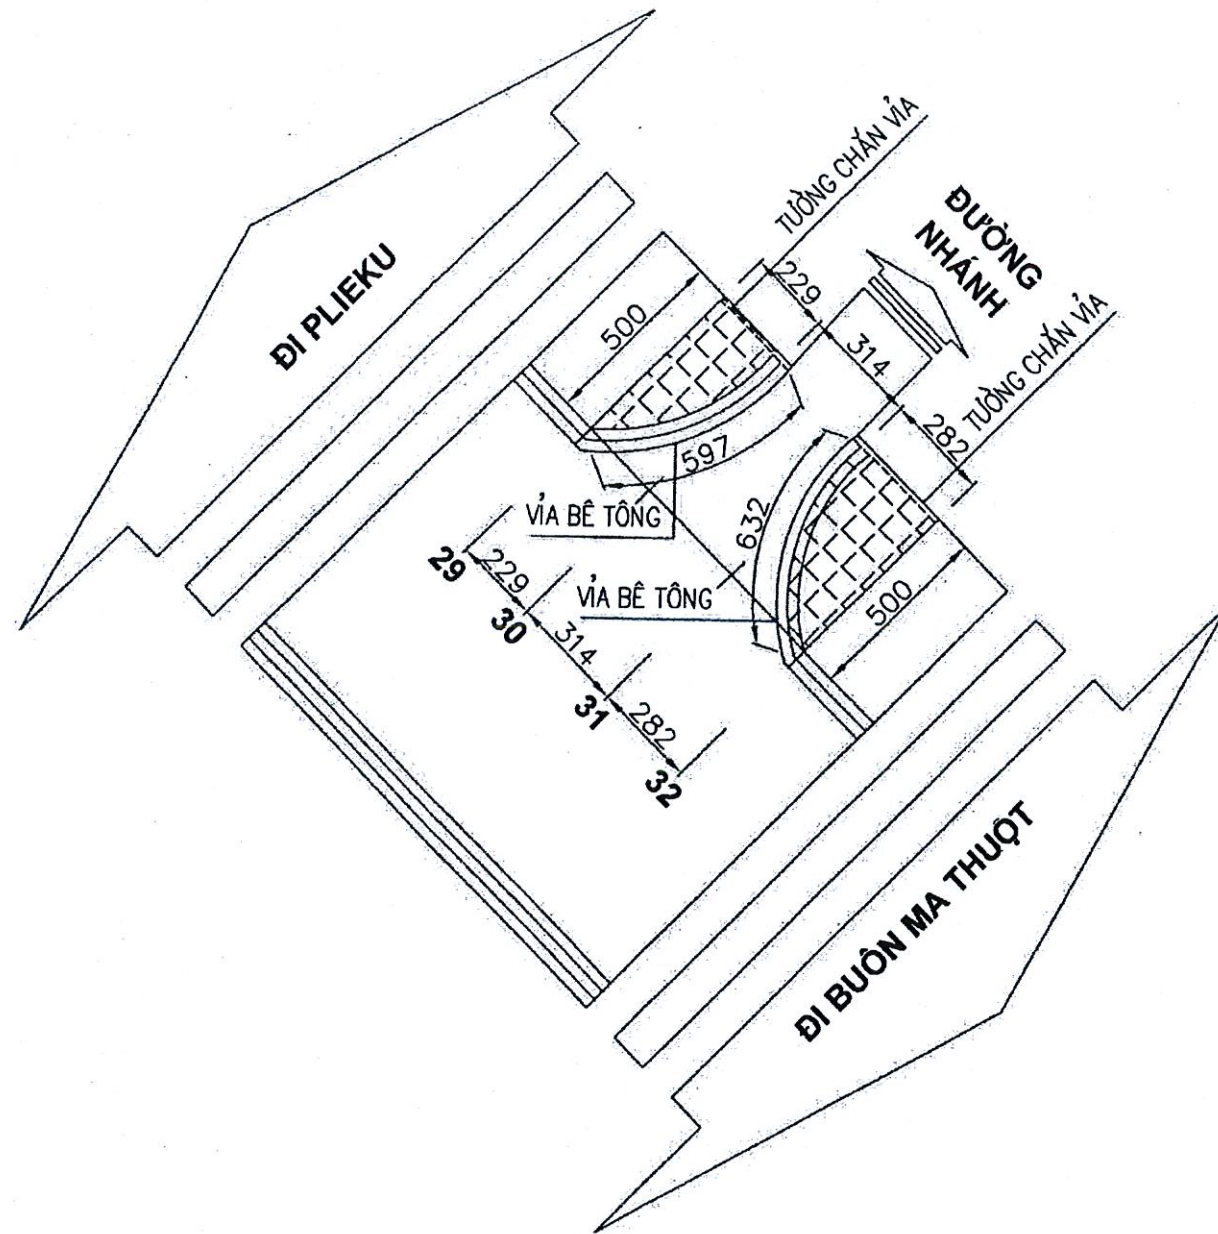 ĐI PLIEKU
TƯỜNG CHẮN VỈA
ĐƯỜNG
NHÁNH
229
314
282
TƯỜNG CHẮN VỈA
500
597
632
500
VỈA BÊ TÔNG
VỈA BÊ TÔNG
29
229
30
314
31
282
32
ĐI BUÔN MA THUỘT